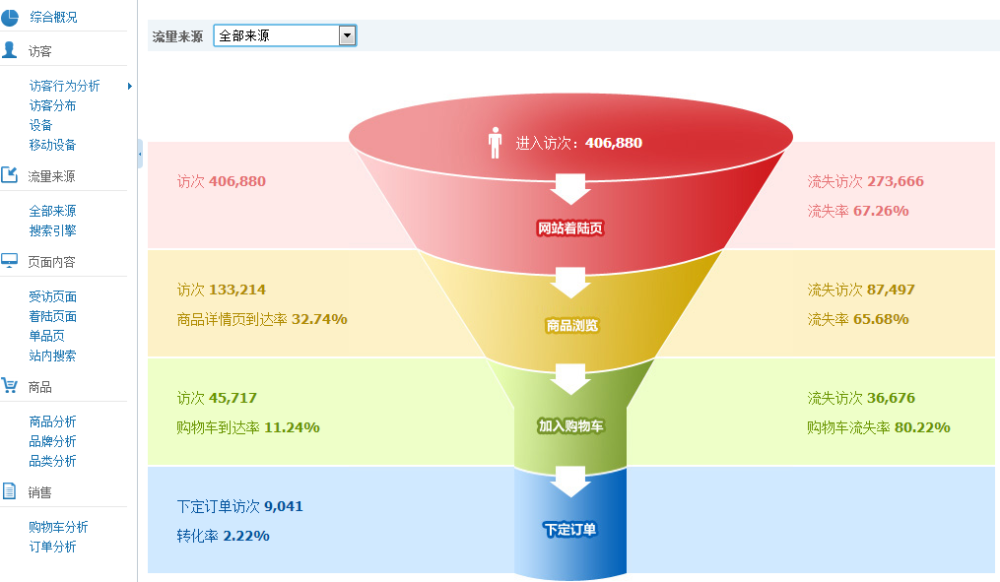 综合概况
访客
访客行为分析
访客分布
设备
移动设备
流量来源
全部来源
搜索引擎
页面内容
受访页面
着陆页面
单品页
站内搜索
商品
商品分析
品牌分析
品类分析
销售
购物车分析
订单分析
流量来源 全部来源
进入访次：406,880
访次 406,880
网站着陆页
流失访次 273,666
流失率 67.26%
访次 133,214
商品详情页到达率 32.74%
商品浏览
流失访次 87,497
流失率 65.68%
访次 45,717
购物车到达率 11.24%
加入购物车
流失访次 36,676
购物车流失率 80.22%
下定订单访次 9,041
转化率 2.22%
下定订单